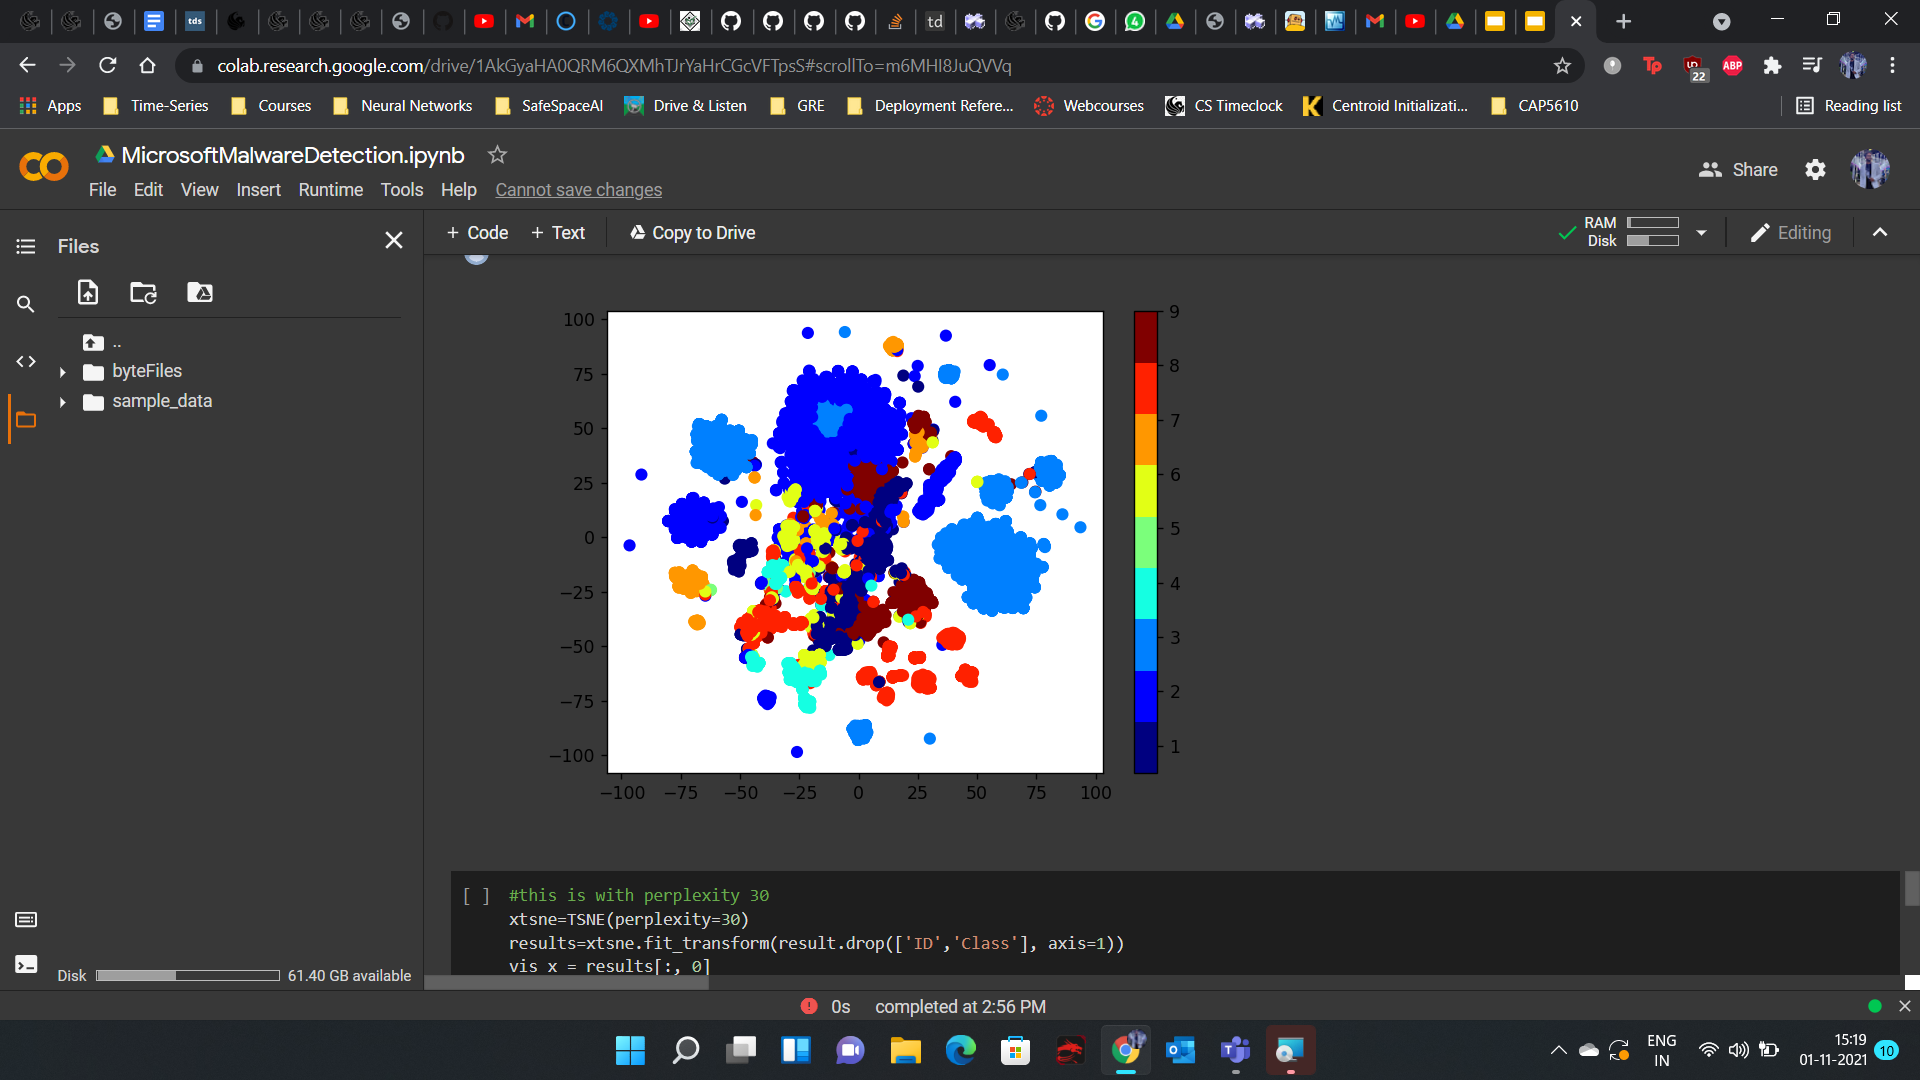 tds
td
4
colab.research.google.com/drive/1AkGyaHA0QRM6QXMhTJrYaHrCGcVFTpsS#scrollTo=m6MHI8JuQVVq
Tp
22
ABP
Apps
Time-Series
Courses
Neural Networks
SafeSpaceAI
Drive & Listen
GRE
Deployment Refere...
Webcourses
CS Timeclock
Centroid Initializati...
CAP5610
Reading list
MicrosoftMalwareDetection.ipynb
Share
File Edit View Insert Runtime Tools Help Cannot save changes
Files
+ Code + Text Copy to Drive
RAM
Disk
Editing
..
byteFiles
sample_data
100
75
50
25
0
−25
−50
−75
−100
−100 −75 −50 −25 0 25 50 75 100
9
8
7
6
5
4
3
2
1
[ ] #this is with perplexity 30
xtsne=TSNE(perplexity=30)
results=xtsne.fit_transform(result.drop(['ID','Class'], axis=1))
vis_x = results[:, 0]
Disk 61.40 GB available
0s completed at 2:56 PM
ENG
IN
15:19
01-11-2021
10